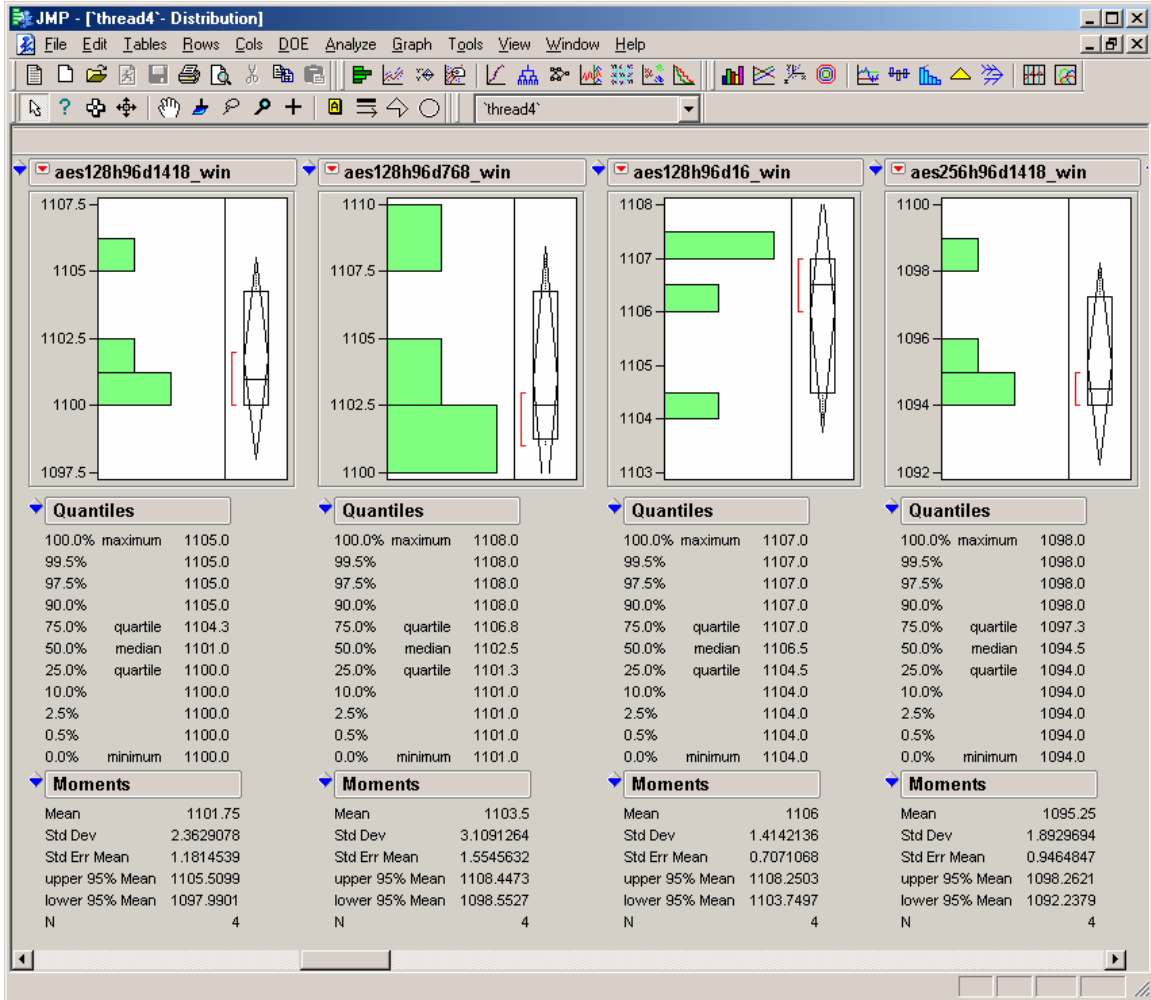 JMP - [`thread4`- Distribution]
File Edit Tables Rows Cols DOE Analyze Graph Tools View Window Help
`thread4`
aes128h96d1418_win
1107.5
1105
1102.5
1100
1097.5
Quantiles
100.0% maximum 1105.0
99.5% 1105.0
97.5% 1105.0
90.0% 1105.0
75.0% quartile 1104.3
50.0% median 1101.0
25.0% quartile 1100.0
10.0% 1100.0
2.5% 1100.0
0.5% 1100.0
0.0% minimum 1100.0
Moments
Mean 1101.75
Std Dev 2.3629078
Std Err Mean 1.1814539
upper 95% Mean 1105.5099
lower 95% Mean 1097.9901
N 4
aes128h96d768_win
1110
1107.5
1105
1102.5
1100
Quantiles
100.0% maximum 1108.0
99.5% 1108.0
97.5% 1108.0
90.0% 1108.0
75.0% quartile 1106.8
50.0% median 1102.5
25.0% quartile 1101.3
10.0% 1101.0
2.5% 1101.0
0.5% 1101.0
0.0% minimum 1101.0
Moments
Mean 1103.5
Std Dev 3.1091264
Std Err Mean 1.5545632
upper 95% Mean 1108.4473
lower 95% Mean 1098.5527
N 4
aes128h96d16_win
1108
1107
1106
1105
1104
1103
Quantiles
100.0% maximum 1107.0
99.5% 1107.0
97.5% 1107.0
90.0% 1107.0
75.0% quartile 1107.0
50.0% median 1106.5
25.0% quartile 1104.5
10.0% 1104.0
2.5% 1104.0
0.5% 1104.0
0.0% minimum 1104.0
Moments
Mean 1106
Std Dev 1.4142136
Std Err Mean 0.7071068
upper 95% Mean 1108.2503
lower 95% Mean 1103.7497
N 4
aes256h96d1418_win
1100
1098
1096
1094
1092
Quantiles
100.0% maximum 1098.0
99.5% 1098.0
97.5% 1098.0
90.0% 1098.0
75.0% quartile 1097.3
50.0% median 1094.5
25.0% quartile 1094.0
10.0% 1094.0
2.5% 1094.0
0.5% 1094.0
0.0% minimum 1094.0
Moments
Mean 1095.25
Std Dev 1.8929694
Std Err Mean 0.9464847
upper 95% Mean 1098.2621
lower 95% Mean 1092.2379
N 4